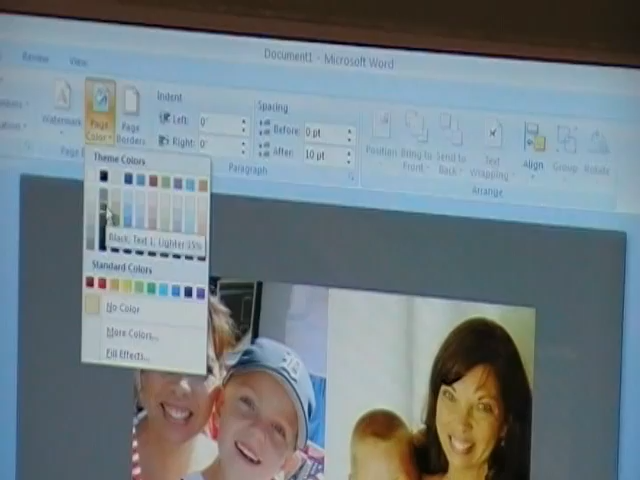 Document1 - Microsoft Word
Review View
Watermark
Page Color
Page Borders
Indent
Left: 0"
Right: 0"
Spacing
Before: 0 pt
After: 10 pt
Paragraph
Position
Bring to Front
Send to Back
Text Wrapping
Align
Group
Rotate
Arrange
Theme Colors
Black, Text 1, Lighter 35%
Standard Colors
No Color
More Colors...
Fill Effects...